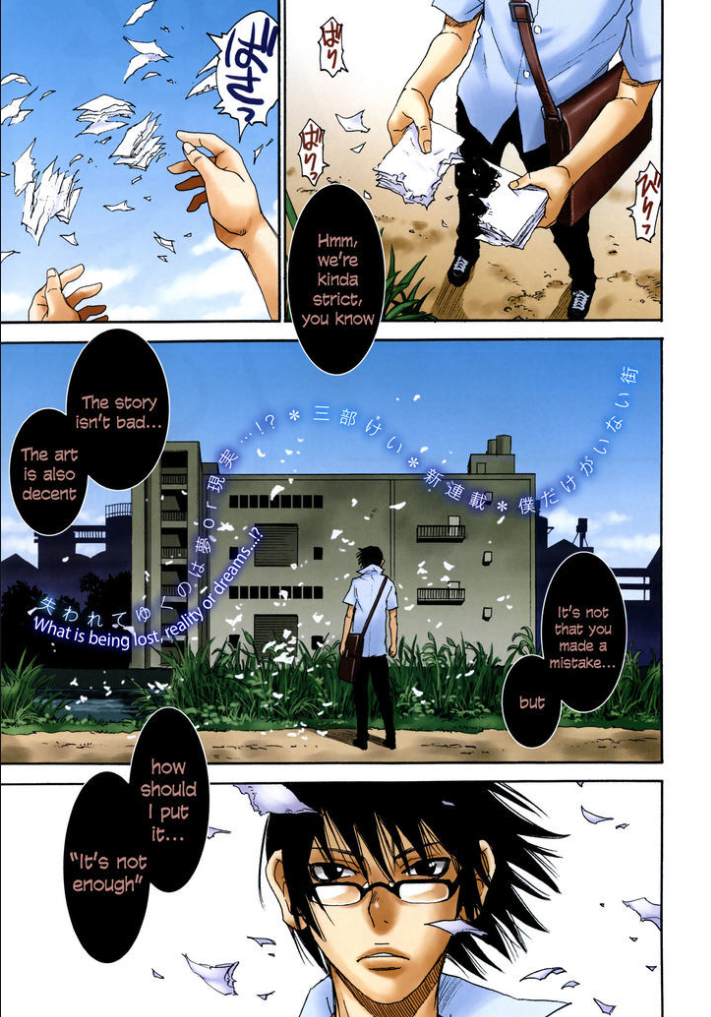 ばりっ
ばりっ
びりっ
Hmm,
we're
kinda
strict,
you know
ばさっ
The story
isn't bad...
The art
is also
decent
僕だけがいない街
*新連載*
三部けい*
失われてゆくのは夢or現実…!?
What is being lost, reality or dreams...!?
It's not
that you
made a
mistake...
but
how
should
I put
it...
"It's not
enough"